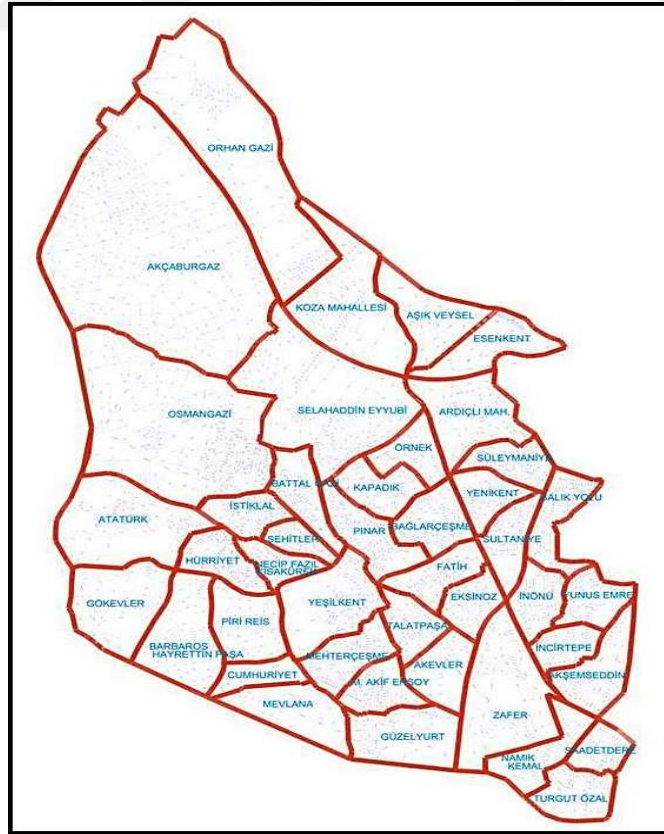 ORHAN GAZİ
AKÇABURGAZ
KOZA MAHALLESİ
AŞIK VEYSEL
ESENKENT
OSMANGAZİ
SELAHADDİN EYYUBİ
ARDIÇLI MAH.
ÖRNEK
SÜLEYMANİYE
BATTAL GAZİ
KAPADIK
YENİKENT
BALIK YOLU
İSTİKLAL
ATATÜRK
PINAR
BAĞLARÇEŞME
SULTANİYE
ŞEHİTLER
HÜRRİYET
NECİP FAZIL
KISAKÜREK
FATİH
GÖKEVLER
YEŞİLKENT
EKSİNOZ
İNÖNÜ
YUNUS EMRE
PİRİ REİS
TALATPAŞA
BARBAROS
HAYRETTİN PAŞA
MEHTERÇEŞME
AKEVLER
İNCİRTEPE
CUMHURİYET
M. AKİF ERSOY
AKŞEMSEDDİN
MEVLANA
ZAFER
GÜZELYURT
SAADETDERE
NAMIK
KEMAL
TURGUT ÖZAL